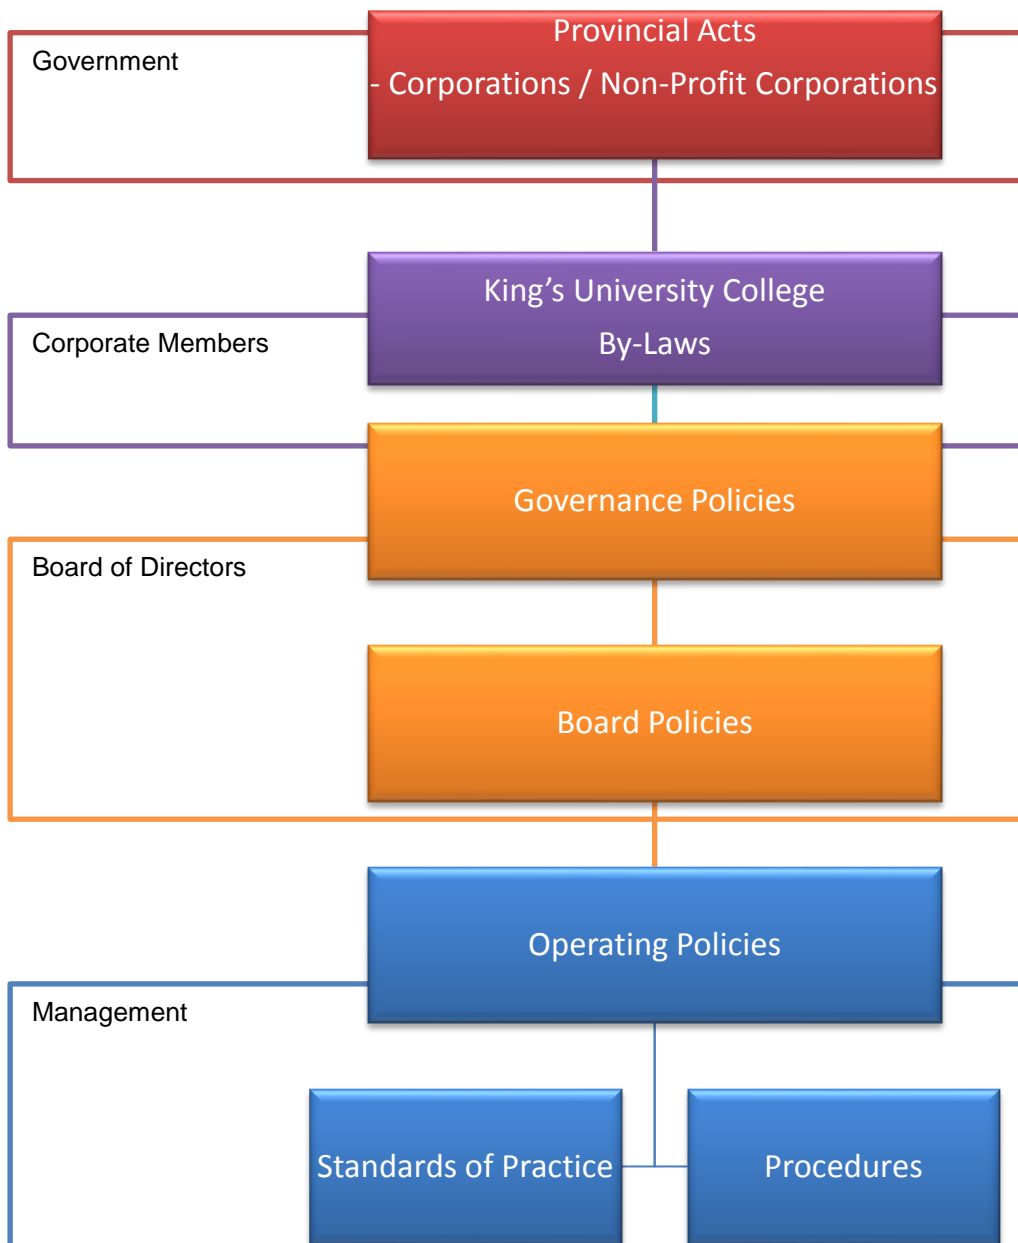 Provincial Acts
Government
- Corporations / Non-Profit Corporations
King's University College
Corporate Members
By-Laws
Governance Policies
Board of Directors
Board Policies
Operating Policies
Management
Standards of Practice
Procedures